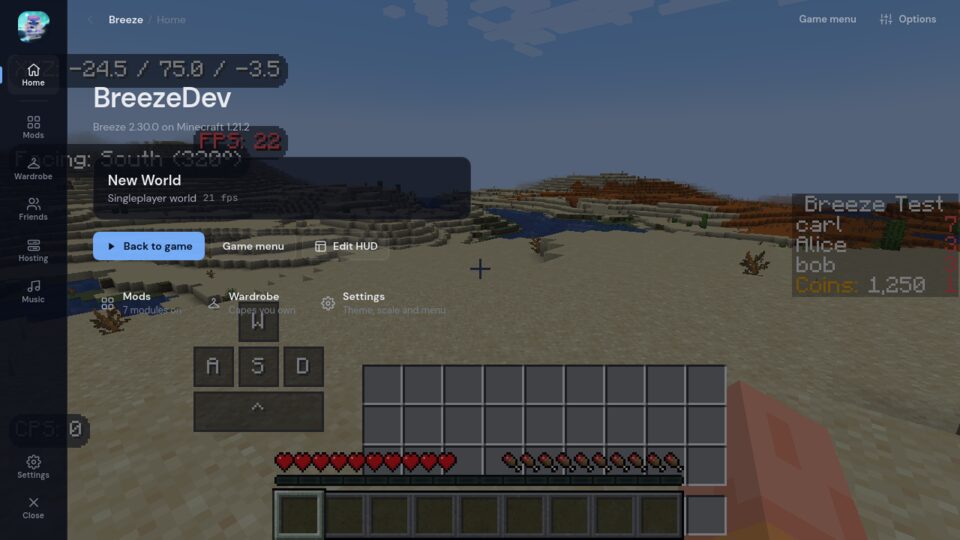 Breeze / Home
Game menu
Options
Home
-24.5 / 75.0 / -3.5
BreezeDev
Breeze 2.30.0 on Minecraft 1.21.2
FPS: 22
Mods
Facing: South (320°)
Wardrobe
New World
Singleplayer world 21 fps
Friends
Breeze Test
carl 7
Alice 3
bob
Coins: 1,250 1
Hosting
Back to game
Game menu
Edit HUD
Music
Mods
7 modules on
Wardrobe
Capes you own
Settings
Theme, scale and menu
W
A S D
^
CPS: 0
Settings
Close